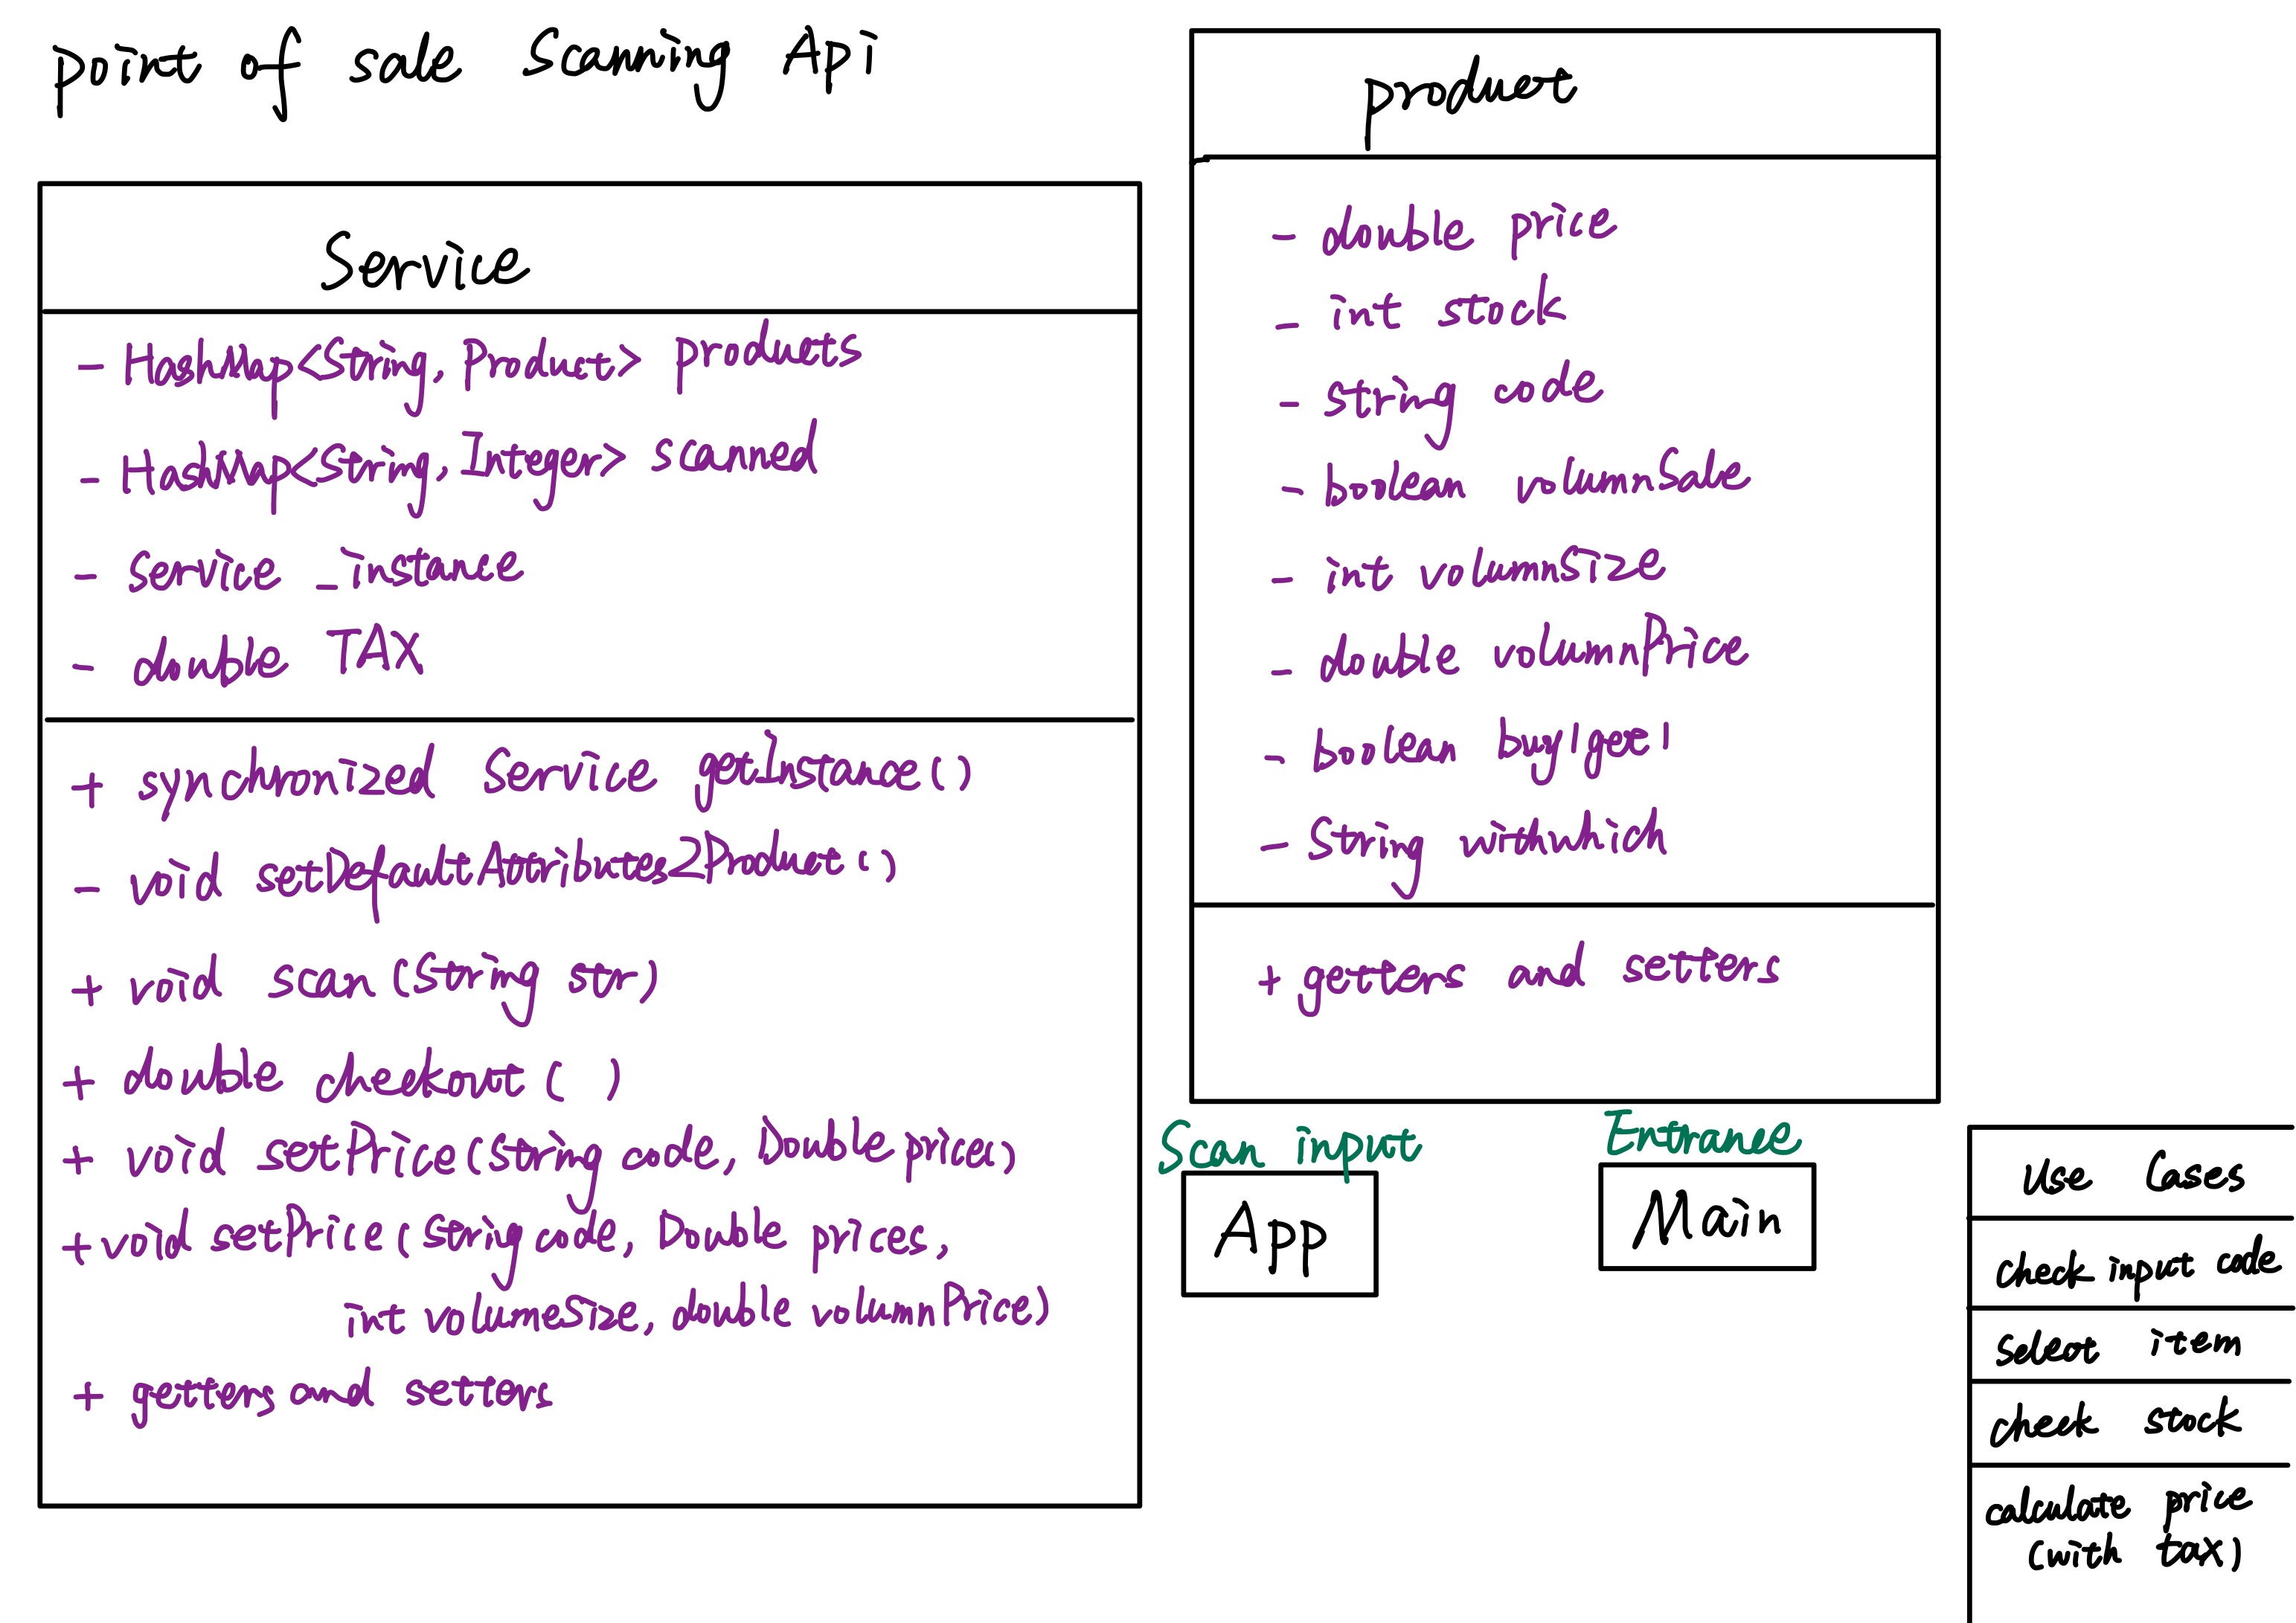 point of sale Scanning Api
Service
- HashMap<String, Product> products
- HashMap<String, Integer> scanned
- Service _instance
- double TAX
+ synchronized Service getInstance()
- void setDefaultAttributes2Product()
+ void scan (String str)
+ double checkout ( )
+ void setPrice(String code, Double price)
+ void setPrice (String code, Double prices,
int volumeSize, double volumnPrice)
+ getters and setters
product
- double price
- int stock
- string code
- boolean volumnSale
- int volumnSize
- double volumnPrice
- boolean buy1get1
- String withwhich
+ getters and setters
Scan input
App
Entrance
Main
Use Cases
check input code
select item
check stock
calculate price
(with tax)